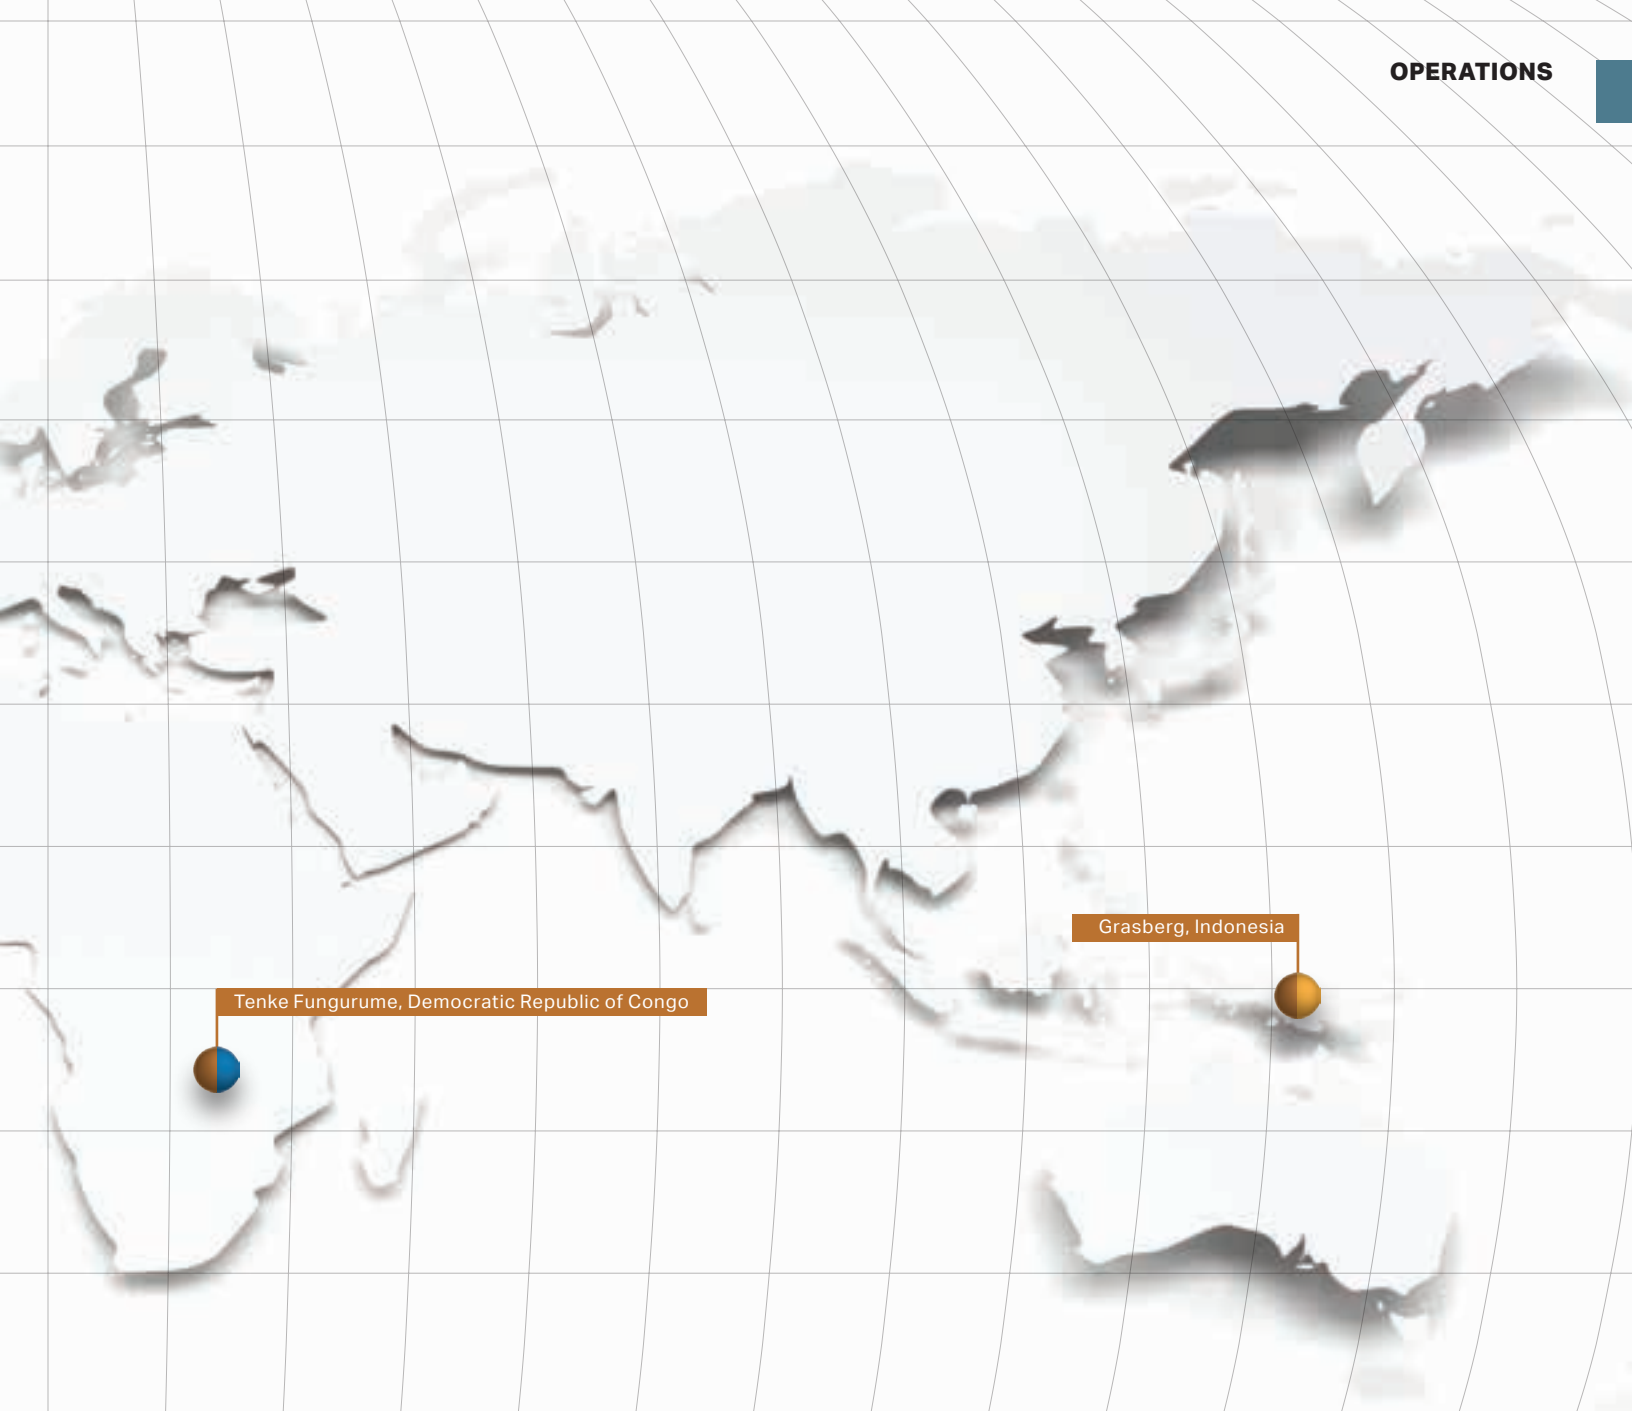 OPERATIONS
Grasberg, Indonesia
Tenke Fungurume, Democratic Republic of Congo